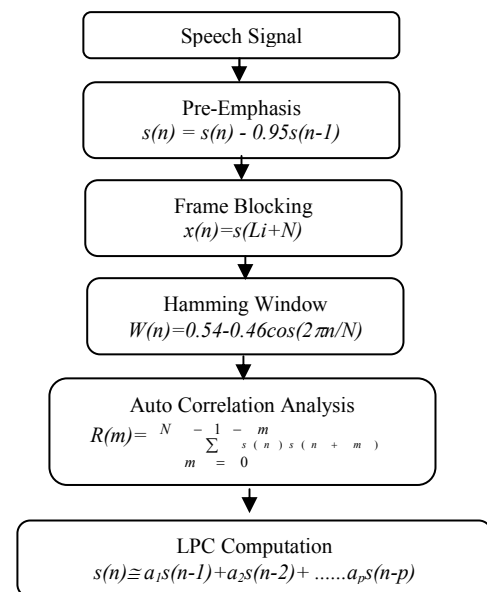 Speech Signal
Pre-Emphasis
s(n) = s(n) - 0.95s(n-1)
Frame Blocking
x(n)=s(Li+N)
Hamming Window
W(n)=0.54-0.46cos(2πn/N)
Auto Correlation Analysis
R(m)= N - 1 - m
∑ s ( n ) s ( n + m )
m = 0
LPC Computation
s(n)≅a₁s(n-1)+a₂s(n-2)+ ......aₚs(n-p)